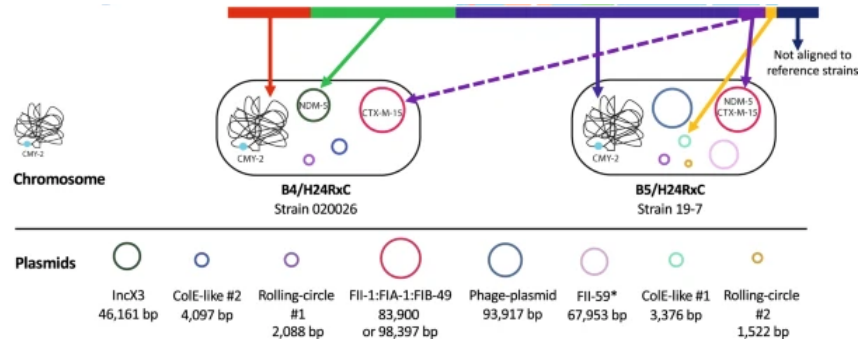 Not aligned to
reference strains
NDM-5
CTX-M-15
NDM-5
CTX-M-15
CMY-2
CMY-2
CMY-2
Chromosome
B4/H24RxC
Strain 020026
B5/H24RxC
Strain 19-7
Plasmids
IncX3
46,161 bp
ColE-like #2
4,097 bp
Rolling-circle
#1
2,088 bp
FII-1:FIA-1:FIB-49
83,900
or 98,397 bp
Phage-plasmid
93,917 bp
FII-59*
67,953 bp
ColE-like #1
3,376 bp
Rolling-circle
#2
1,522 bp